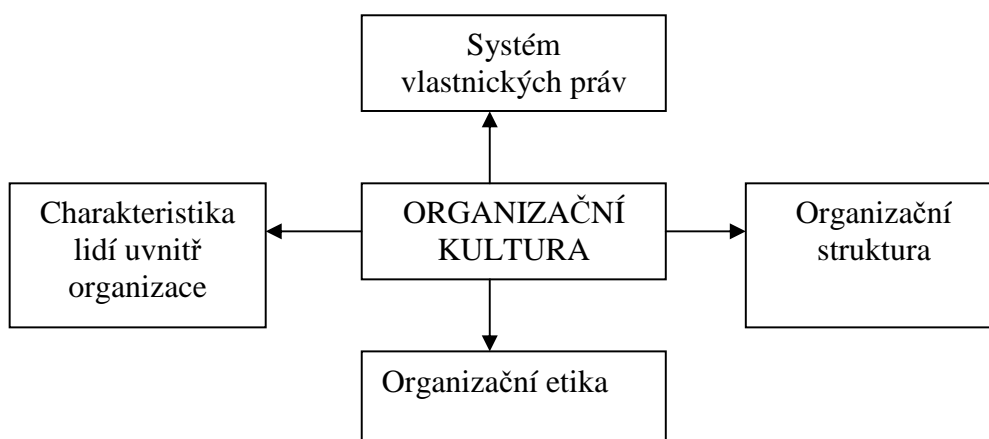 Systém
vlastnických práv
Charakteristika
lidí uvnitř
organizace
ORGANIZAČNÍ
KULTURA
Organizační
struktura
Organizační etika